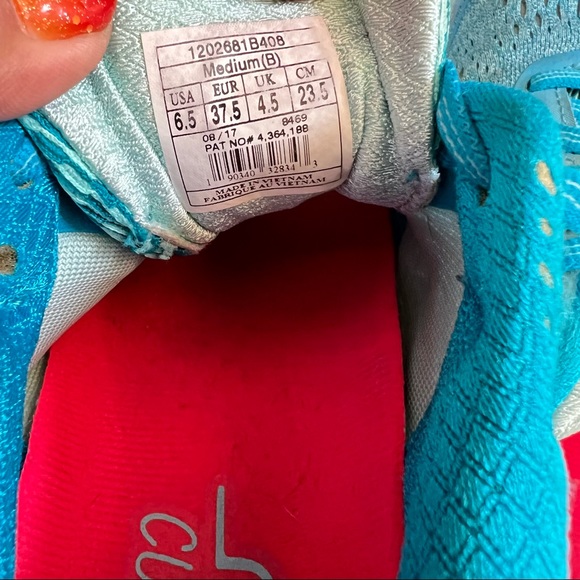 1202681B408
Medium(B)
USA EUR UK CM
6.5 37.5 4.5 23.5
08/17 8469
PAT NO# 4,364,188
1 90340 32834 3
MADE IN VIETNAM
FABRIQUE AU VIETNAM